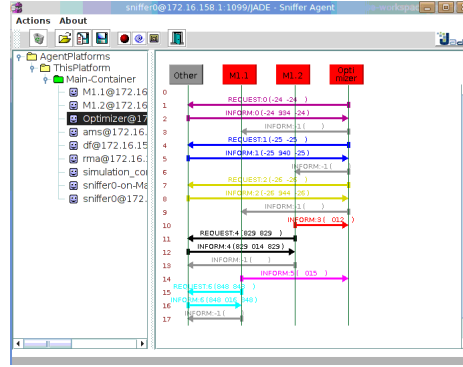 sniffer0@172.16.158.1:1099/JADE - Sniffer Agent
Actions About
AgentPlatforms
ThisPlatform
Main-Container
M1.1@172.16
M1.2@172.16
Optimizer@17
ams@172.16.
df@172.16.15
rma@172.16.
simulation_co
sniffer0-on-Ma
sniffer0@172.
Other
M1.1
M1.2
Opti
mizer
0
REQUEST:0 (-24 -24 )
1
INFORM:0 (-24 934 -24 )
2
INFORM:-1 ( )
3
REQUEST:1 (-25 -25 )
4
INFORM:1 (-25 940 -25 )
5
INFORM:-1 (
6
REQUEST:2 (-26 -26 )
7
INFORM:2 (-26 944 -26 )
8
INFORM:-1 ( )
9
INFORM:3 ( 012 )
10
REQUEST:4 (829 829 )
11
INFORM:4 (829 014 829 )
12
INFORM:-1 ( )
13
INFORM:5 ( 015 )
14
15
16
INFORM:-1 ( )
17